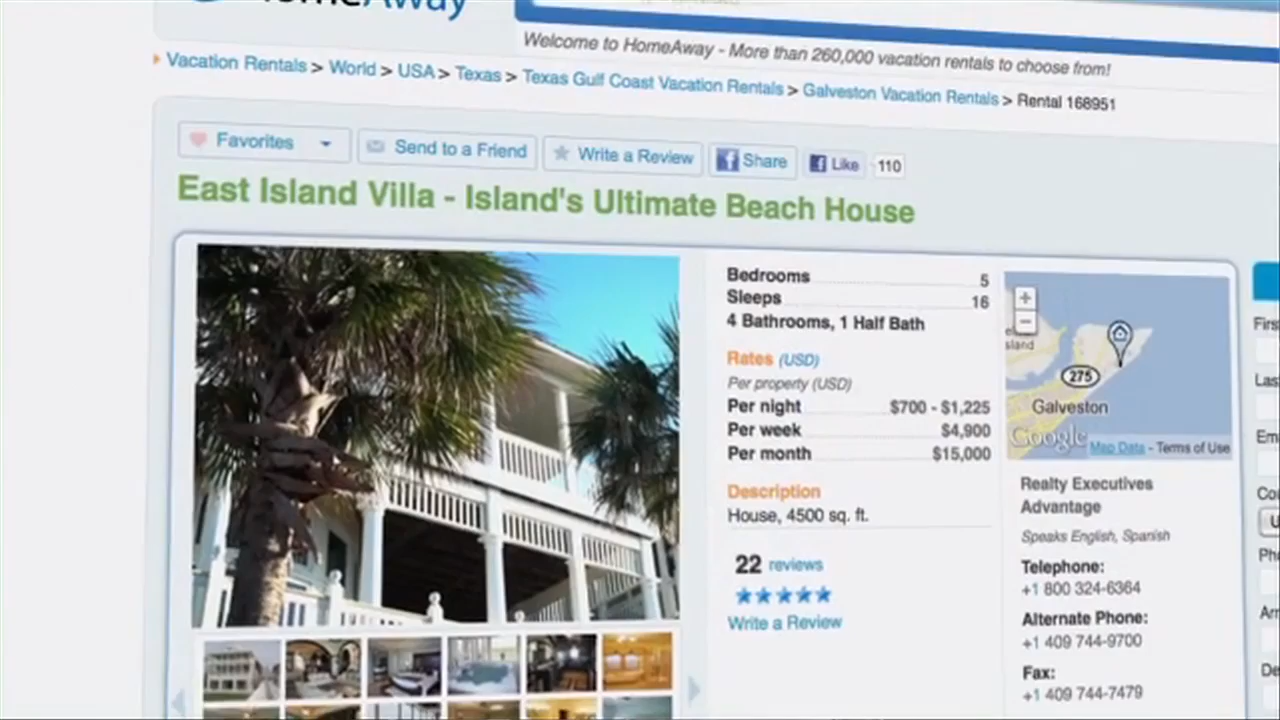 HomeAway
Welcome to HomeAway - More than 260,000 vacation rentals to choose from!
Vacation Rentals > World > USA > Texas > Texas Gulf Coast Vacation Rentals > Galveston Vacation Rentals > Rental 168951
Favorites
Send to a Friend
Write a Review
Share
Like
110
East Island Villa - Island's Ultimate Beach House
Bedrooms 5
Sleeps 16
4 Bathrooms, 1 Half Bath
Rates (USD)
Per property (USD)
Per night $700 - $1,225
Per week $4,900
Per month $15,000
Description
House, 4500 sq. ft.
22 reviews
Write a Review
+
−
island
275
Galveston
Google
Map Data - Terms of Use
Realty Executives
Advantage
Speaks English, Spanish
Telephone:
+1 800 324-6364
Alternate Phone:
+1 409 744-9700
Fax:
+1 409 744-7479